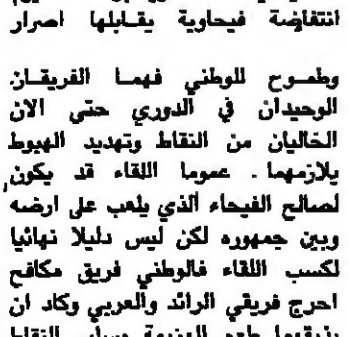 انتفاضة فيحاوية يقابلها اصرار
وطموح للوطني فهما الفريقان
الوحيدان في الدوري حتى الان
الخاليان من النقاط وتهديد الهبوط
يلازمهما . عموما اللقاء قد يكون
لصالح الفيحاء الذي يلعب على ارضه
وبين جمهوره لكن ليس دليلا نهائيا
لكسب اللقاء فالوطني فريق مكافح
احرج فريقي الرائد والعربي وكاد ان